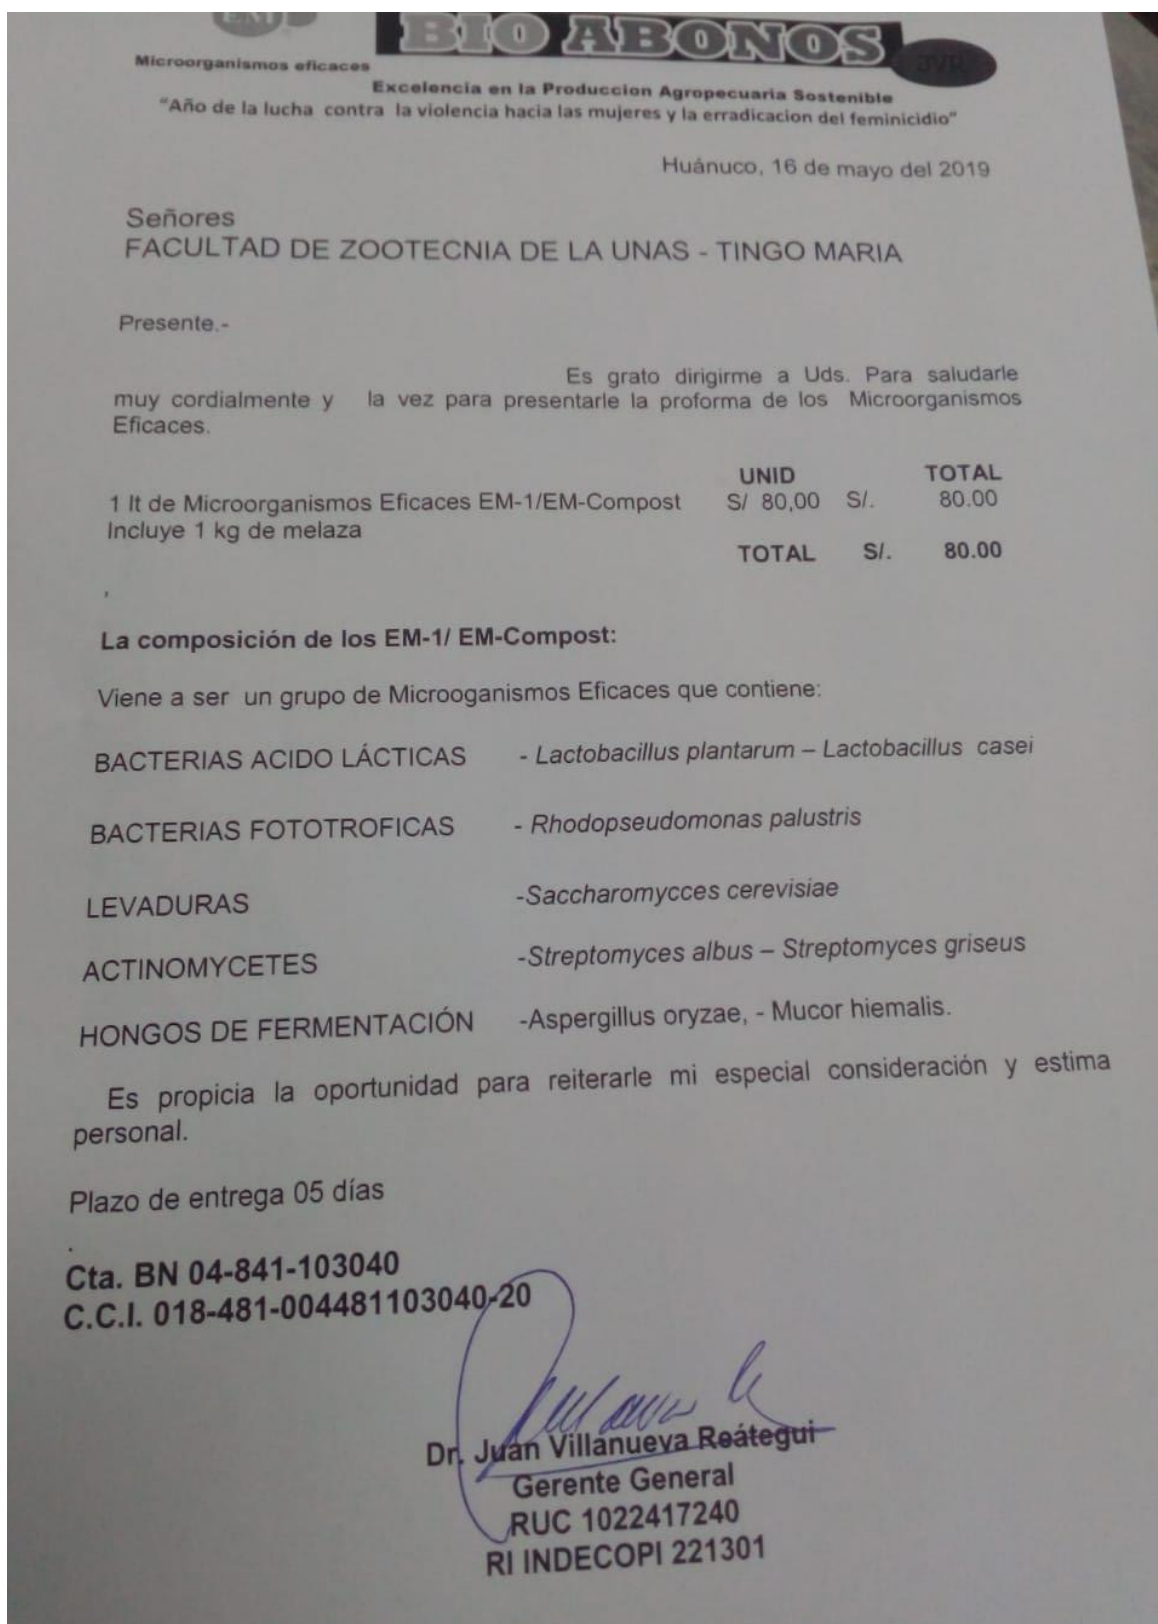 EM
BIO ABONOS
JVR
Microorganismos eficaces
Excelencia en la Produccion Agropecuaria Sostenible
"Año de la lucha contra la violencia hacia las mujeres y la erradicacion del feminicidio"
Huánuco, 16 de mayo del 2019
Señores
FACULTAD DE ZOOTECNIA DE LA UNAS - TINGO MARIA
Presente.-
Es grato dirigirme a Uds. Para saludarle
muy cordialmente y la vez para presentarle la proforma de los Microorganismos
Eficaces.
UNID TOTAL
1 lt de Microorganismos Eficaces EM-1/EM-Compost S/ 80,00 S/. 80.00
Incluye 1 kg de melaza
TOTAL S/. 80.00
La composición de los EM-1/ EM-Compost:
Viene a ser un grupo de Microoganismos Eficaces que contiene:
BACTERIAS ACIDO LÁCTICAS - Lactobacillus plantarum – Lactobacillus casei
BACTERIAS FOTOTROFICAS - Rhodopseudomonas palustris
LEVADURAS -Saccharomycces cerevisiae
ACTINOMYCETES -Streptomyces albus – Streptomyces griseus
HONGOS DE FERMENTACIÓN -Aspergillus oryzae, - Mucor hiemalis.
Es propicia la oportunidad para reiterarle mi especial consideración y estima
personal.
Plazo de entrega 05 días
.
Cta. BN 04-841-103040
C.C.I. 018-481-004481103040-20
Dr. Juan Villanueva Reátegui
Gerente General
RUC 1022417240
RI INDECOPI 221301